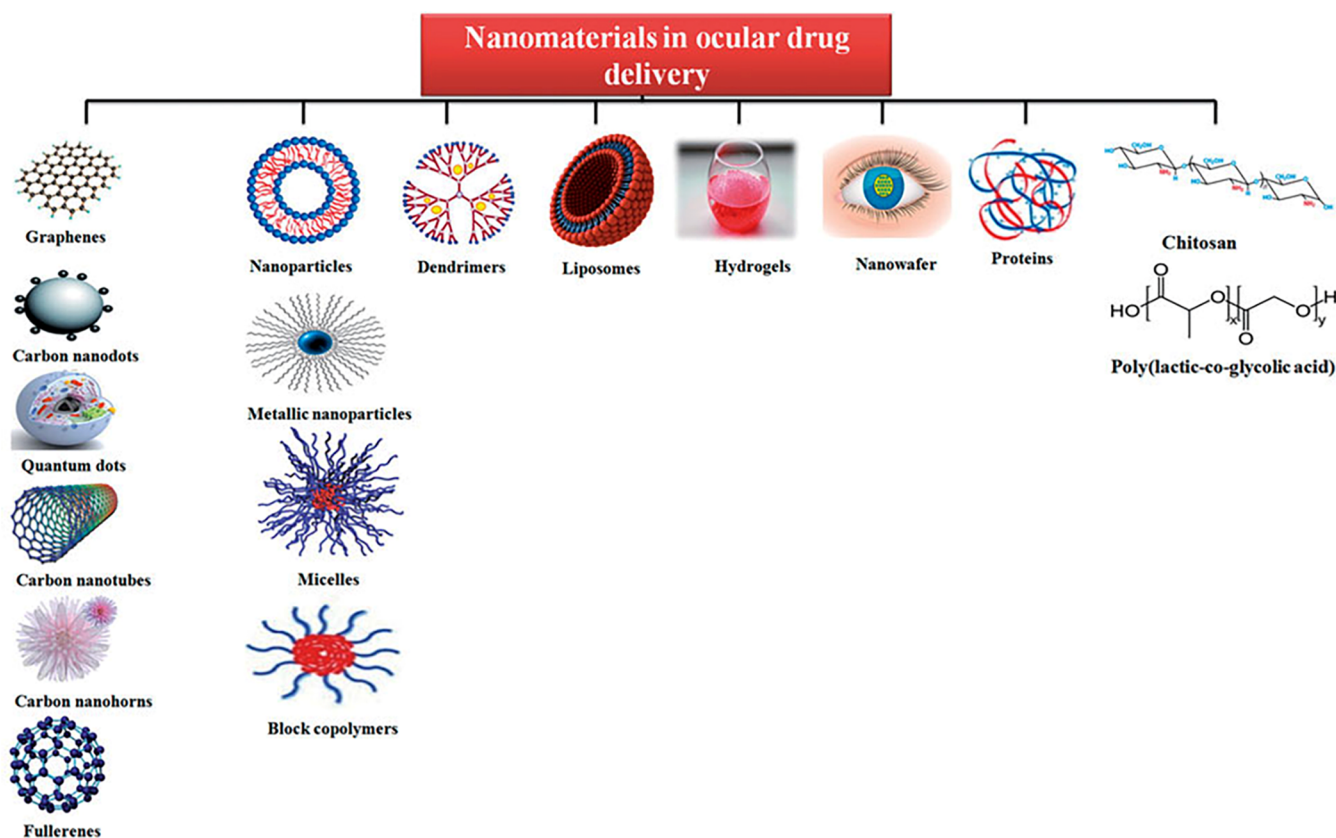 Nanomaterials in ocular drug
delivery
Graphenes
Carbon nanodots
Quantum dots
Carbon nanotubes
Carbon nanohorns
Fullerenes
Nanoparticles
Metallic nanoparticles
Micelles
Block copolymers
Dendrimers
Liposomes
Hydrogels
Nanowafer
Proteins
Chitosan
HO
O
O
O
O
H
x
y
Poly(lactic-co-glycolic acid)